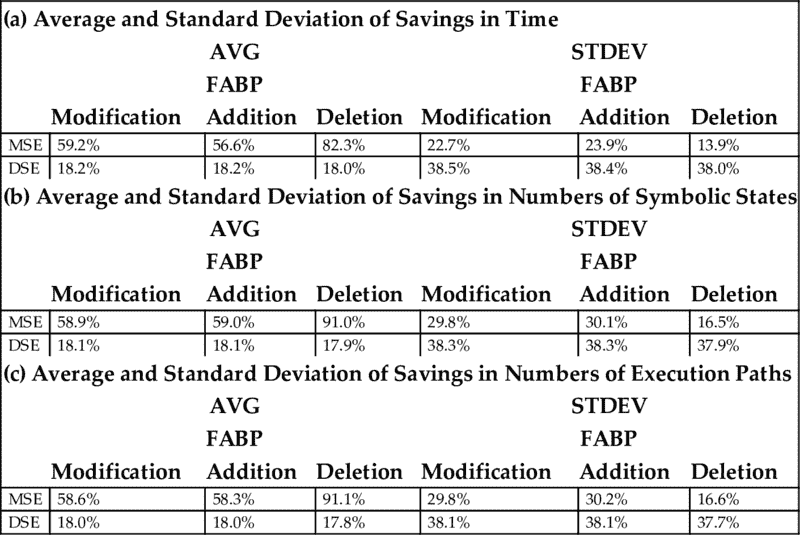 (a) Average and Standard Deviation of Savings in Time
AVG STDEV
FABP FABP
Modification Addition Deletion Modification Addition Deletion
MSE 59.2% 56.6% 82.3% 22.7% 23.9% 13.9%
DSE 18.2% 18.2% 18.0% 38.5% 38.4% 38.0%
(b) Average and Standard Deviation of Savings in Numbers of Symbolic States
AVG STDEV
FABP FABP
Modification Addition Deletion Modification Addition Deletion
MSE 58.9% 59.0% 91.0% 29.8% 30.1% 16.5%
DSE 18.1% 18.1% 17.9% 38.3% 38.3% 37.9%
(c) Average and Standard Deviation of Savings in Numbers of Execution Paths
AVG STDEV
FABP FABP
Modification Addition Deletion Modification Addition Deletion
MSE 58.6% 58.3% 91.1% 29.8% 30.2% 16.6%
DSE 18.0% 18.0% 17.8% 38.1% 38.1% 37.7%